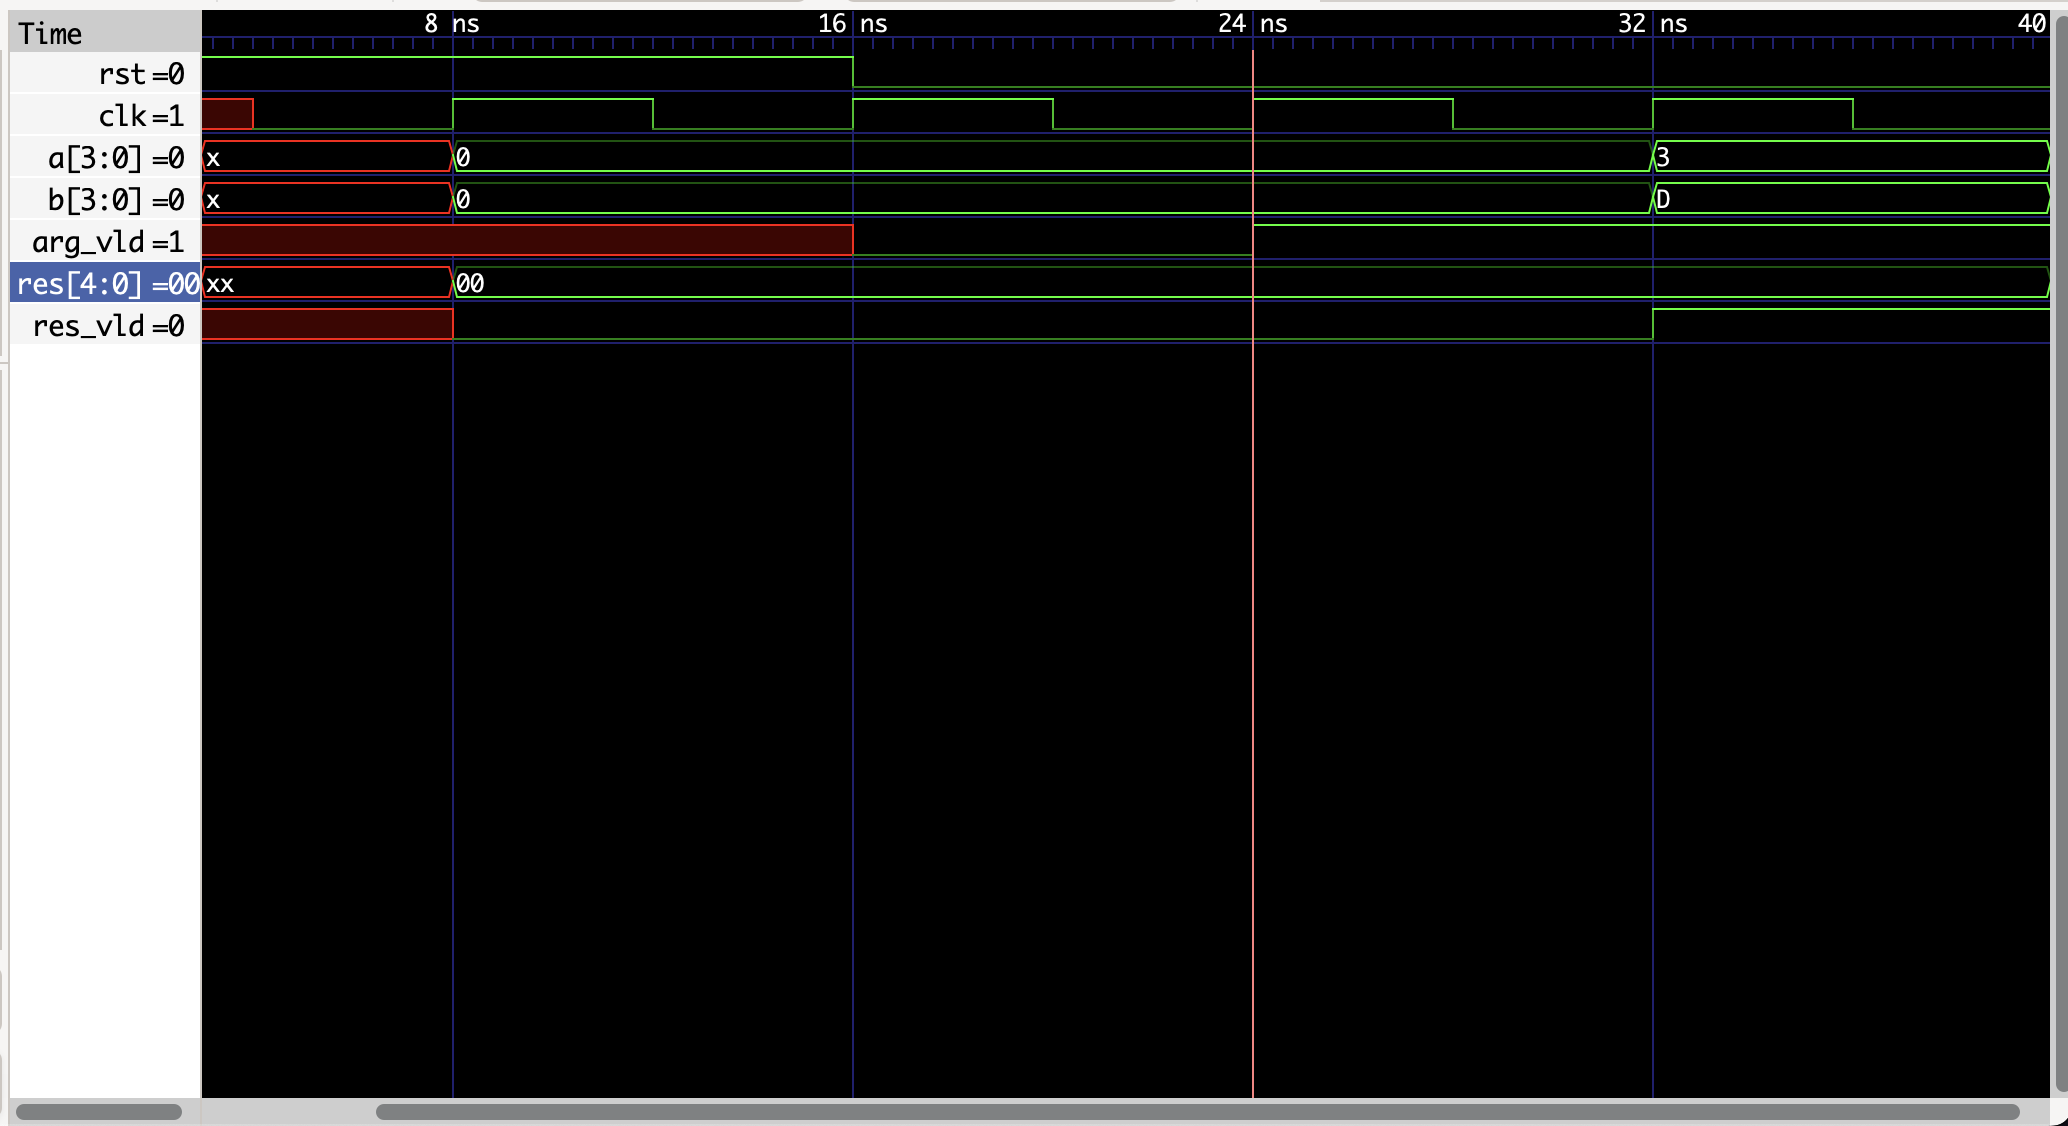 Time 8 ns 16 ns 24 ns 32 ns 40
rst =0
clk =1
a[3:0] =0 x 0 3
b[3:0] =0 x 0 D
arg_vld =1
res[4:0] =00 xx 00
res_vld =0